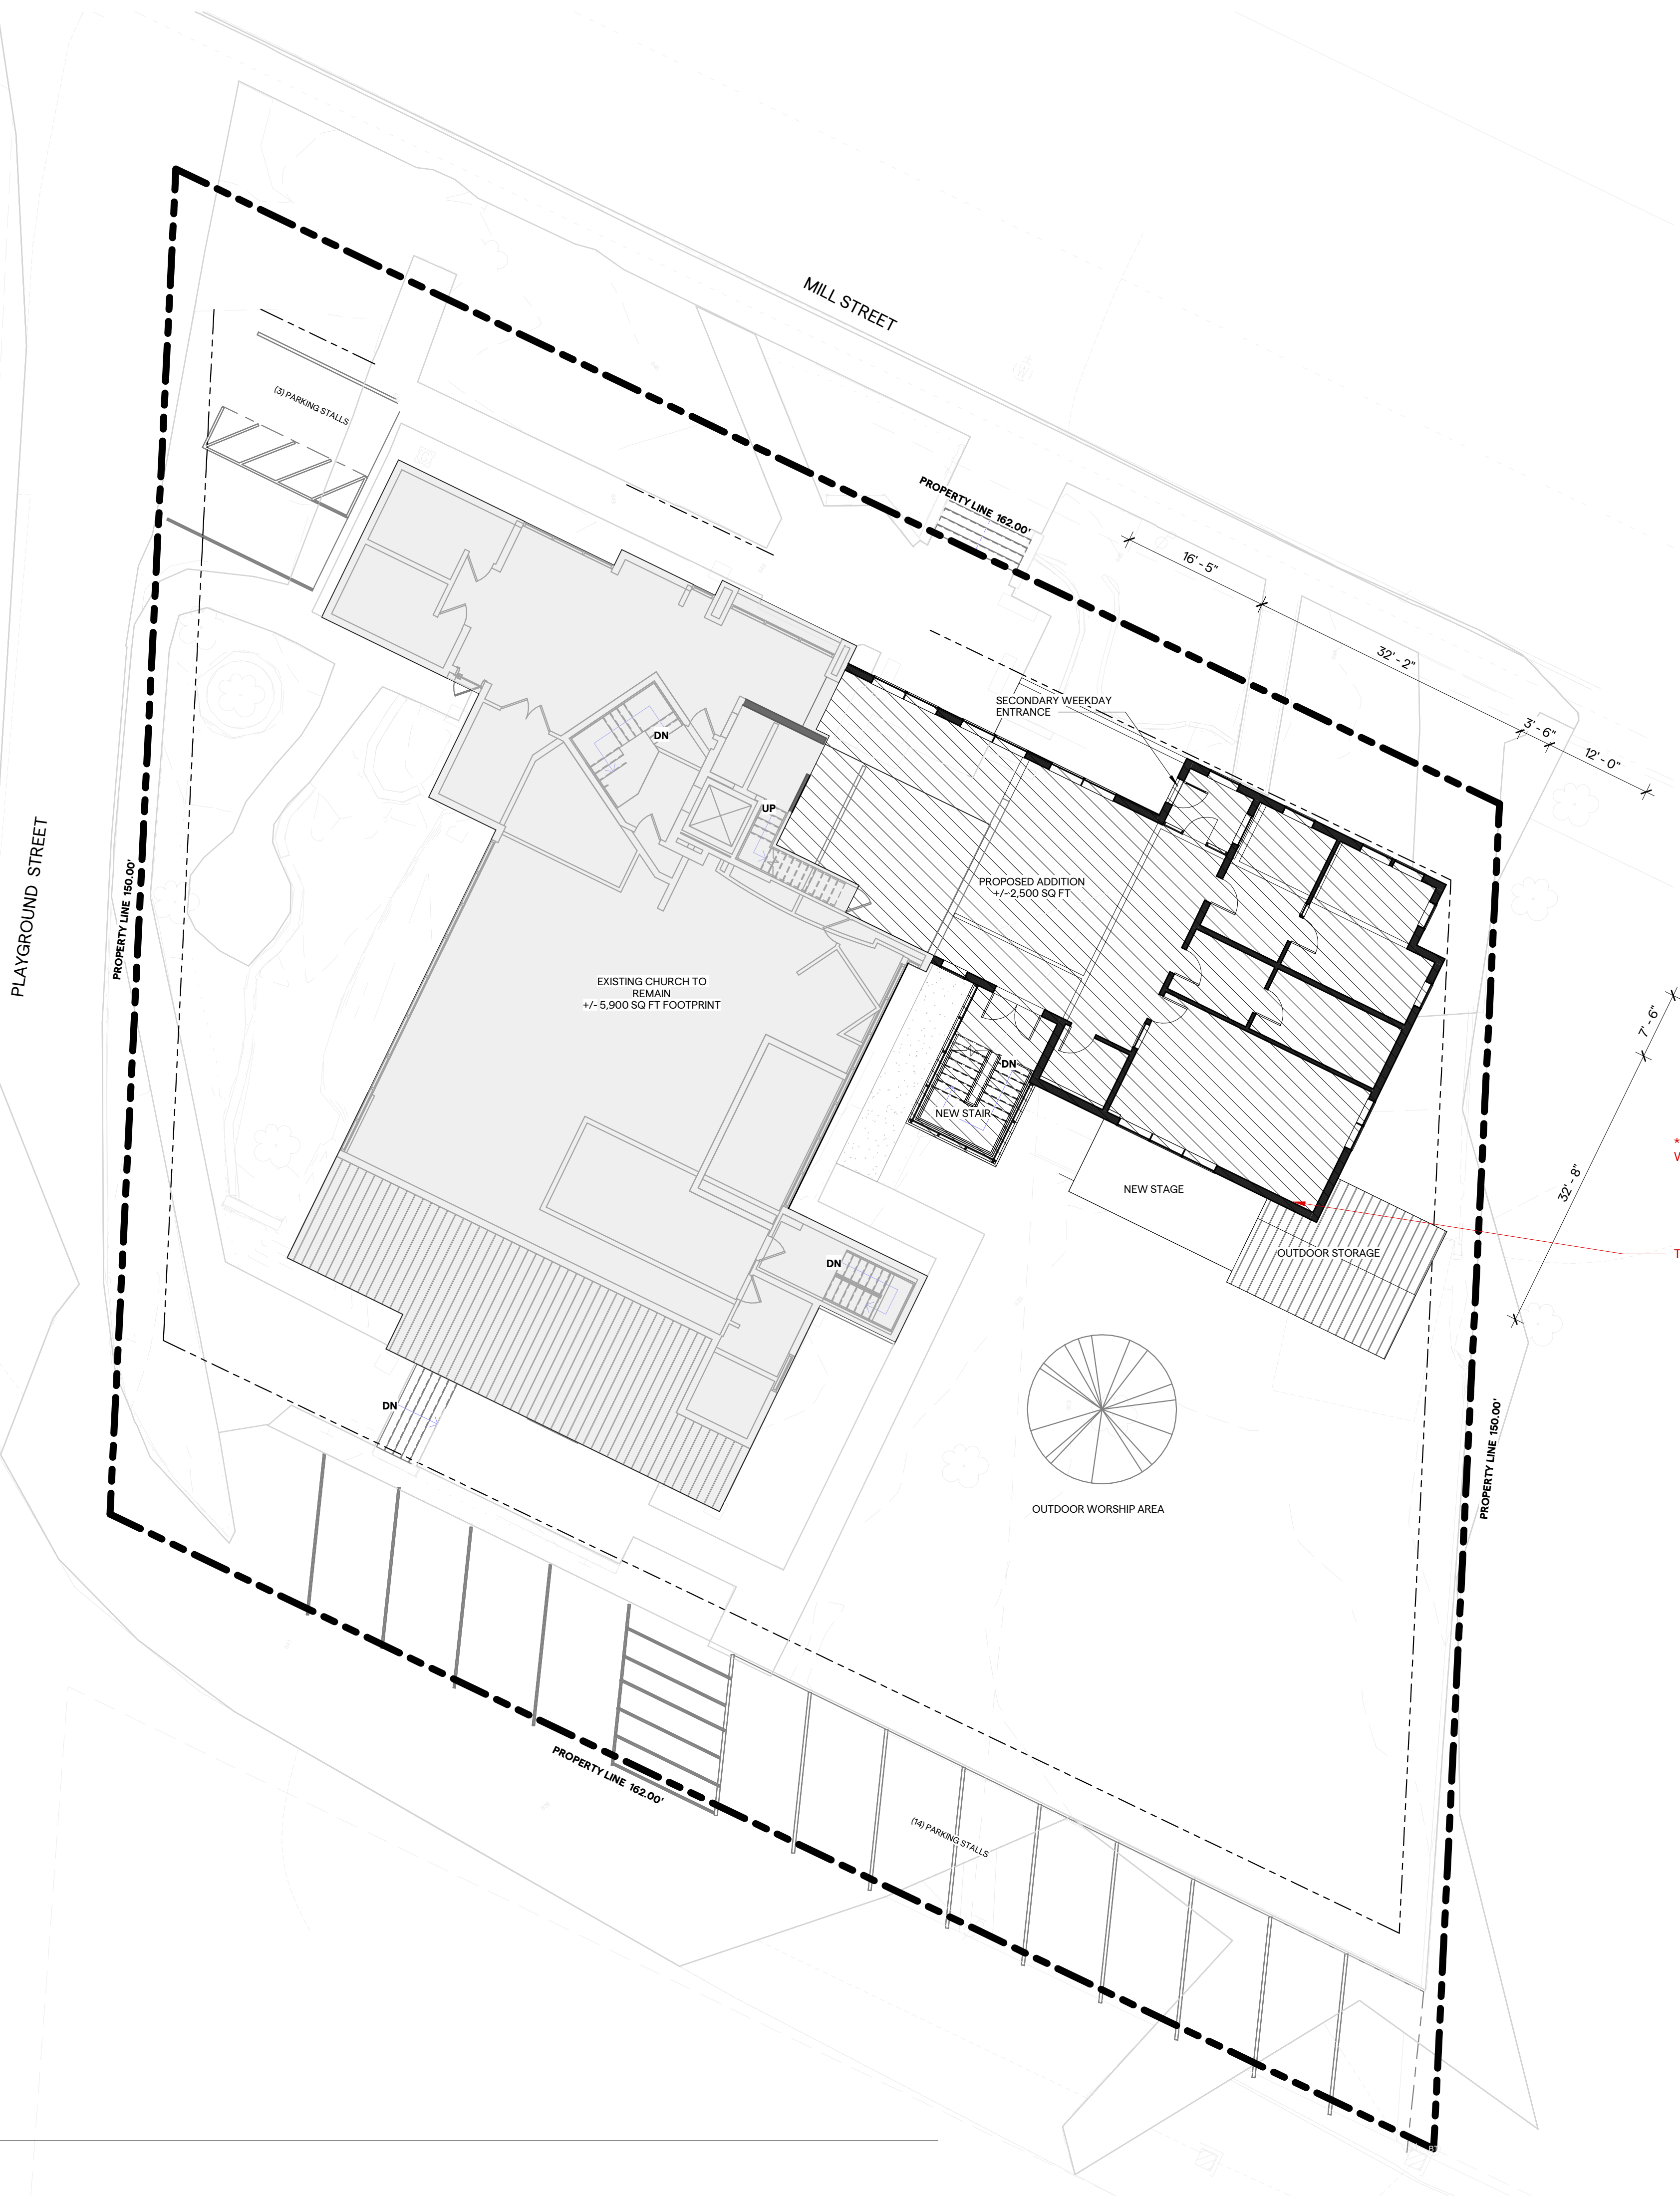 MILL STREET
(3) PARKING STALLS
PROPERTY LINE 162.00'
16' - 5"
32' - 2"
3' - 6"
12' - 0"
SECONDARY WEEKDAY
ENTRANCE
DN
UP
PLAYGROUND STREET
PROPERTY LINE 150.00'
PROPOSED ADDITION
+/- 2,500 SQ FT
EXISTING CHURCH TO
REMAIN
+/- 5,900 SQ FT FOOTPRINT
7' - 6"
DN
NEW STAIR
NEW STAGE
32' - 8"
*
W
OUTDOOR STORAGE
T
DN
DN
OUTDOOR WORSHIP AREA
PROPERTY LINE 150.00'
PROPERTY LINE 162.00'
(14) PARKING STALLS